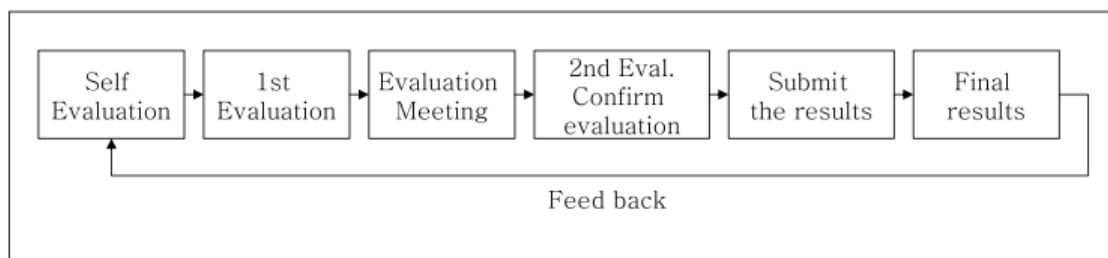 Self
Evaluation
1st
Evaluation
Evaluation
Meeting
2nd Eval.
Confirm
evaluation
Submit
the results
Final
results
Feed back